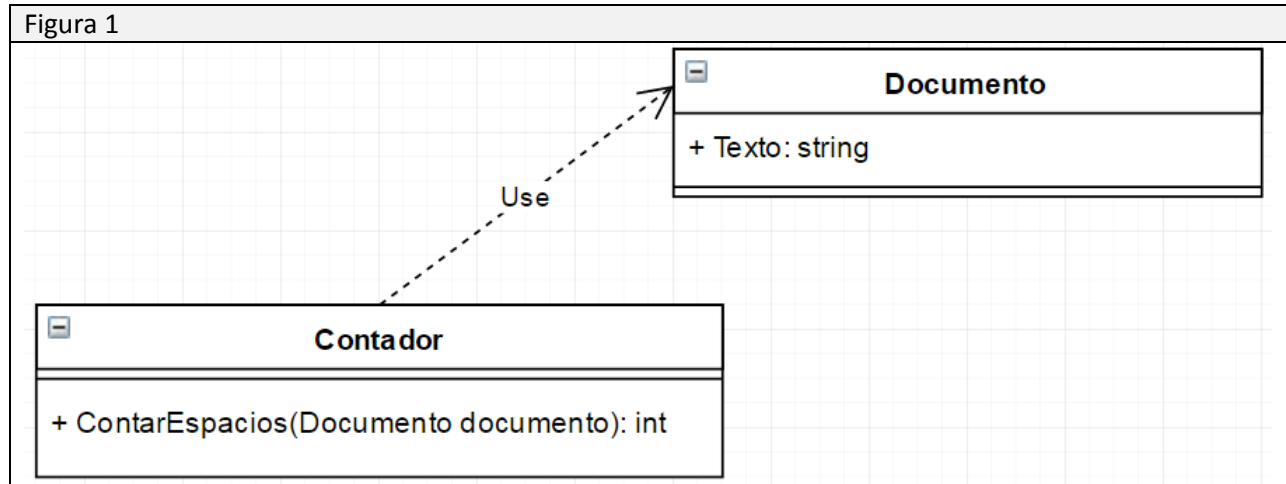 Figura 1
Documento
+ Texto: string
Use
Contador
+ ContarEspacios(Documento documento): int